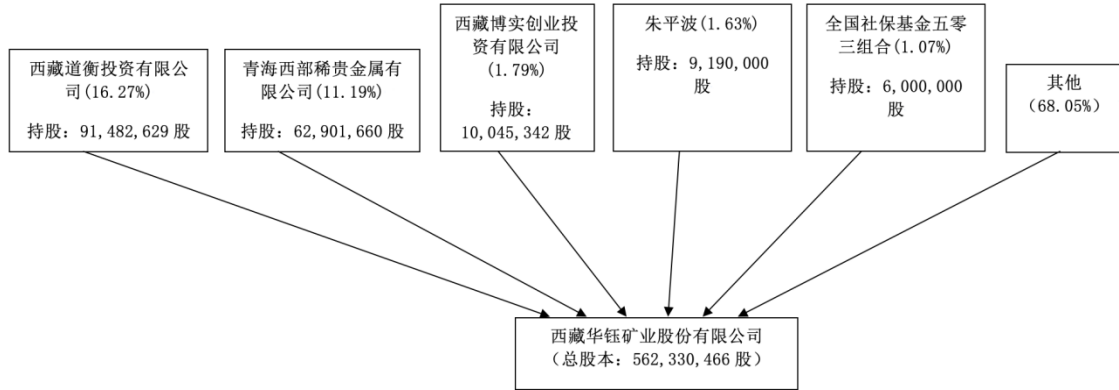 西藏道衡投资有限公
司(16.27%)
持股：91,482,629 股
青海西部稀贵金属有
限公司(11.19%)
持股：62,901,660 股
西藏博实创业投
资有限公司
(1.79%)
持股：
10,045,342 股
朱平波(1.63%)
持股：9,190,000
股
全国社保基金五零
三组合(1.07%)
持股：6,000,000
股
其他
（68.05%）
西藏华钰矿业股份有限公司
（总股本：562,330,466 股）